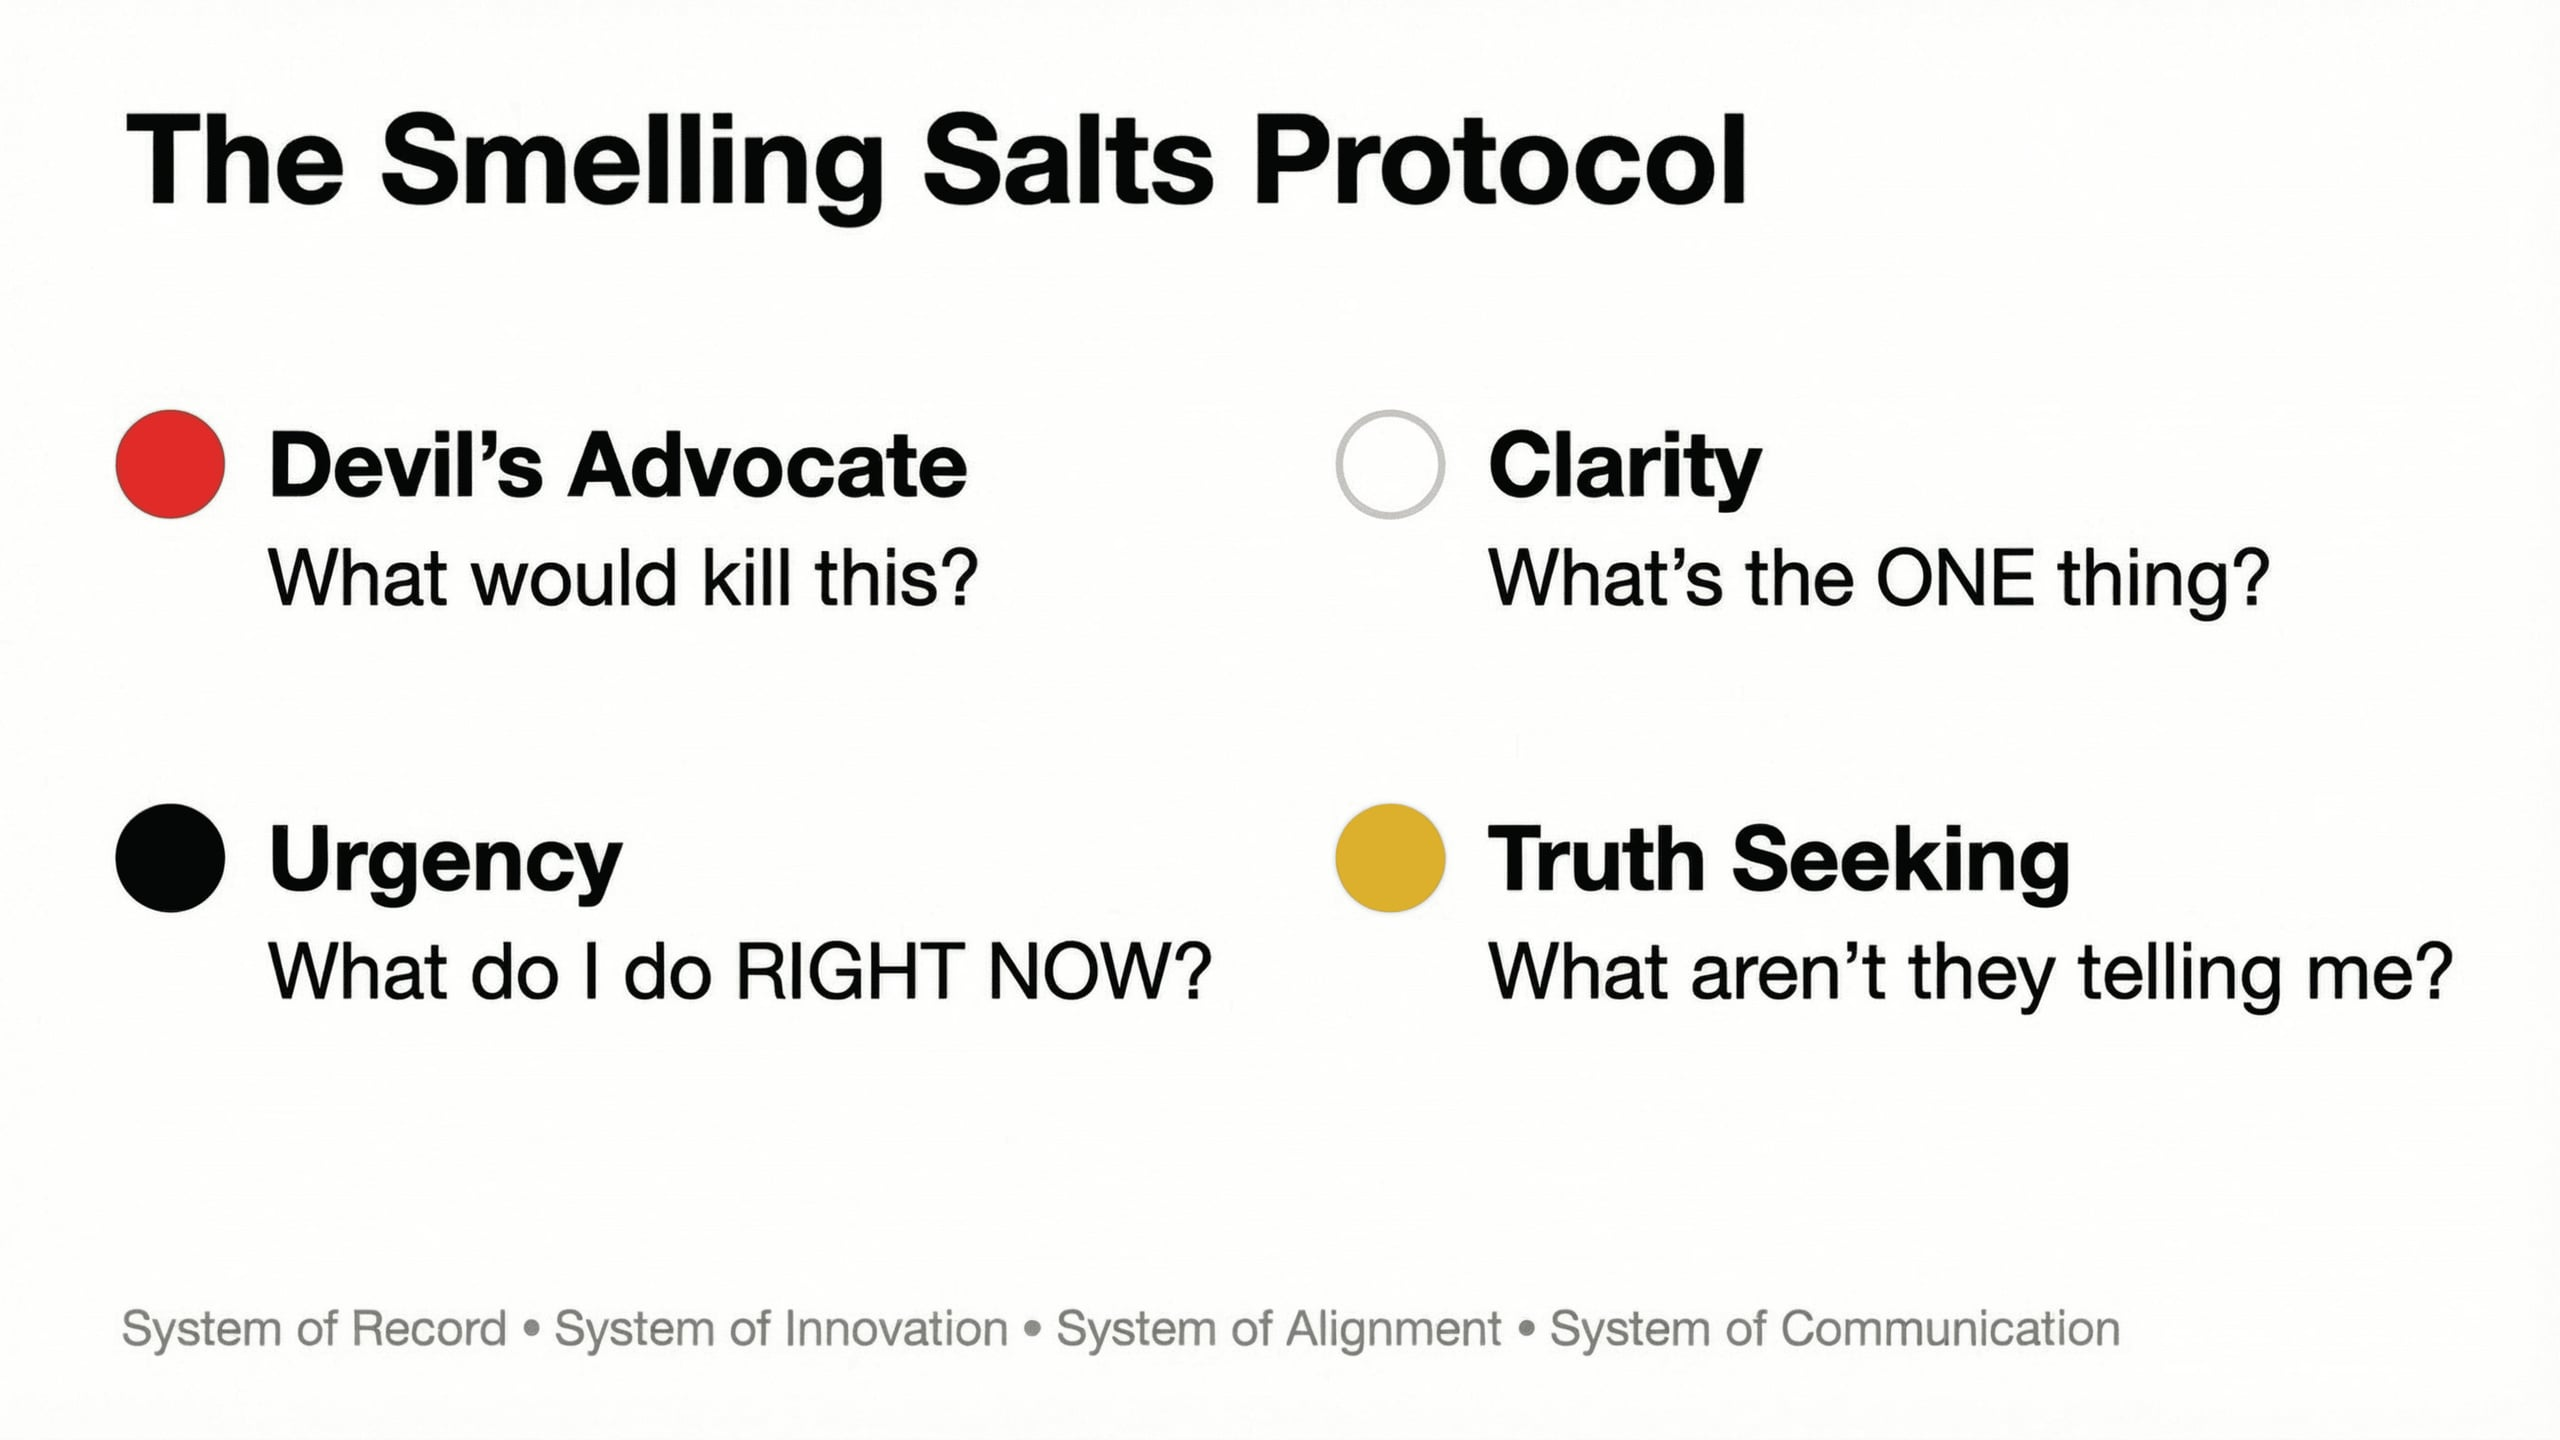 The Smelling Salts Protocol
Devil’s Advocate
What would kill this?
Clarity
What’s the ONE thing?
Urgency
What do I do RIGHT NOW?
Truth Seeking
What aren’t they telling me?
System of Record • System of Innovation • System of Alignment • System of Communication